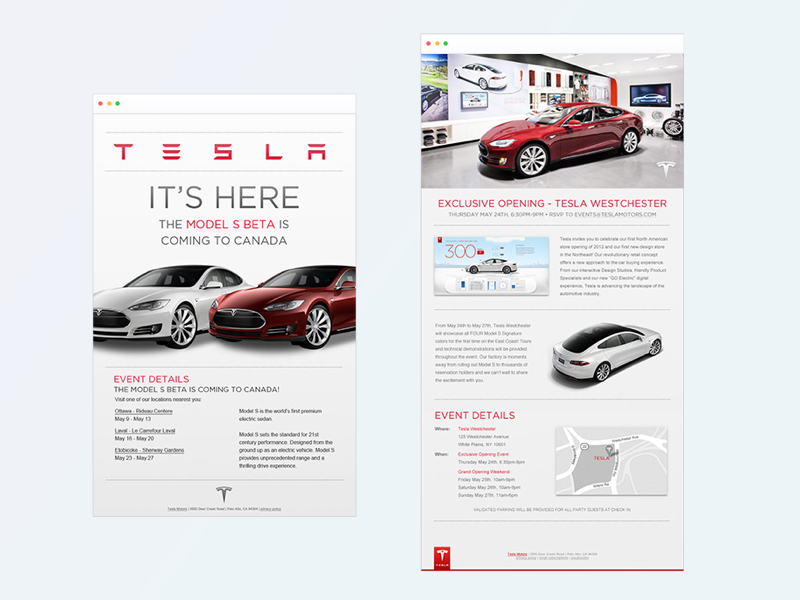 TESLA
IT'S HERE
THE MODEL S BETA IS
COMING TO CANADA
EVENT DETAILS
THE MODEL S BETA IS COMING TO CANADA!
Visit one of our locations nearest you:
Ottawa - Rideau Centere
May 9 - May 13
Laval - Le Carrefour Laval
May 16 - May 20
Etobicoke - Sherway Gardens
May 23 - May 27
Model S is the world's first premium
electric sedan.
Model S sets the standard for 21st
century performance. Designed from the
ground up as an electric vehicle. Model S
provides unprecedented range and a
thrilling drive experience.
Tesla Motors | 3500 Deer Creek Road | Palo Alto, CA 94304 | privacy policy
EXCLUSIVE OPENING - TESLA WESTCHESTER
THURSDAY MAY 24TH, 6:30PM-9PM • RSVP TO EVENTS@TESLAMOTORS.COM
300
Tesla invites you to celebrate our first North American
store opening of 2012 and our first new design store
in the Northeast! Our revolutionary retail concept
offers a new approach to the car buying experience.
From our interactive Design Studios, friendly Product
Specialists and our new "GO Electric" digital
experience, Tesla is advancing the landscape of the
automotive industry.
From May 24th to May 27th, Tesla Westchester
will showcase all FOUR Model S Signature
colors for the first time on the East Coast! Tours
and technical demonstrations will be provided
throughout the event. Our factory is moments
away from rolling out Model S to thousands of
reservation holders and we can't wait to share
the excitement with you.
EVENT DETAILS
Where: Tesla Westchester
125 Westchester Avenue
White Plains, NY 10601
When: Exclusive Opening Event
Thursday May 24th, 6:30pm-9pm
Grand Opening Weekend
Friday May 25th, 10am-9pm
Saturday May 26th, 10am-9pm
Sunday May 27th, 11am-6pm
TESLA
VALIDATED PARKING WILL BE PROVIDED FOR ALL PARTY GUESTS AT CHECK IN
TESLA
Tesla Motors | 3500 Deer Creek Road | Palo Alto, CA 94304